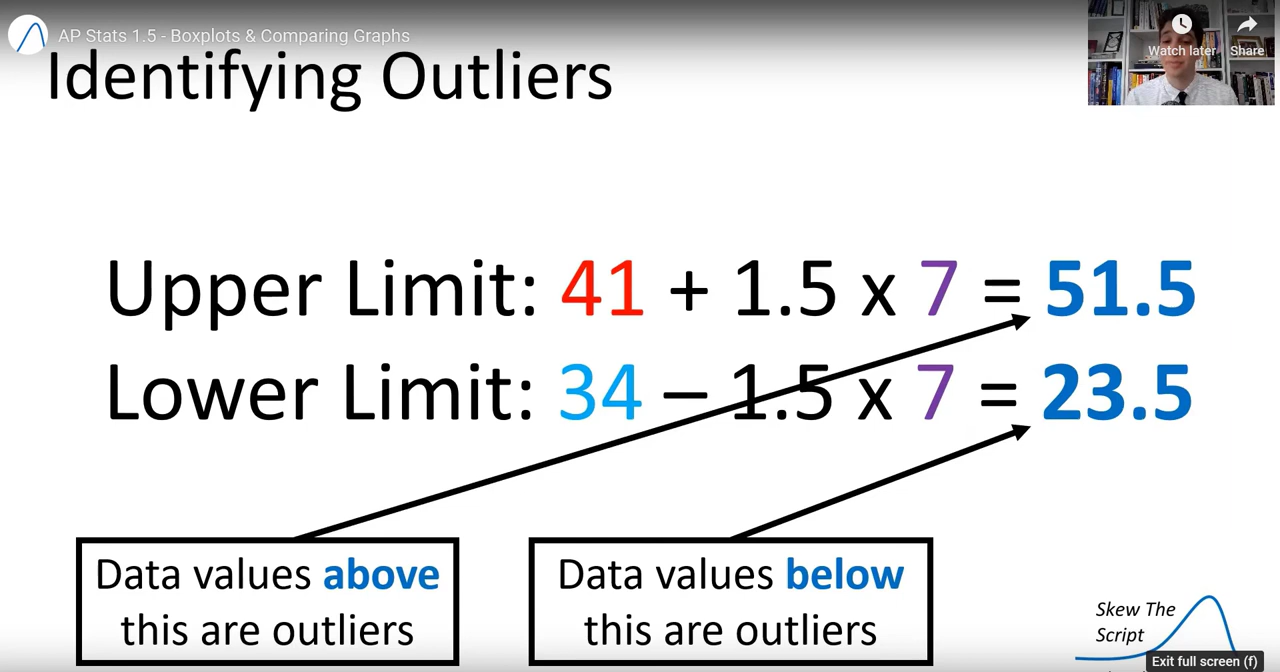 AP Stats 1.5 - Boxplots & Comparing Graphs
Watch later
Share
Identifying Outliers
Upper Limit: 41 + 1.5 x 7 = 51.5
Lower Limit: 34 – 1.5 x 7 = 23.5
Data values above
this are outliers
Data values below
this are outliers
Skew The
Script
Exit full screen (f)